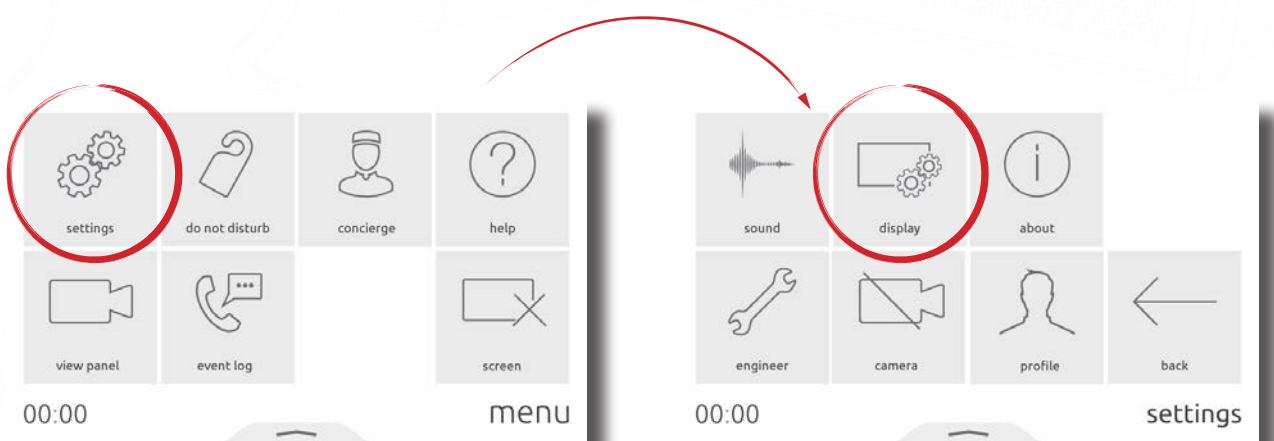 settings
do not disturb
concierge
help
view panel
event log
screen
00:00
menu
sound
display
about
engineer
camera
profile
back
00:00
settings